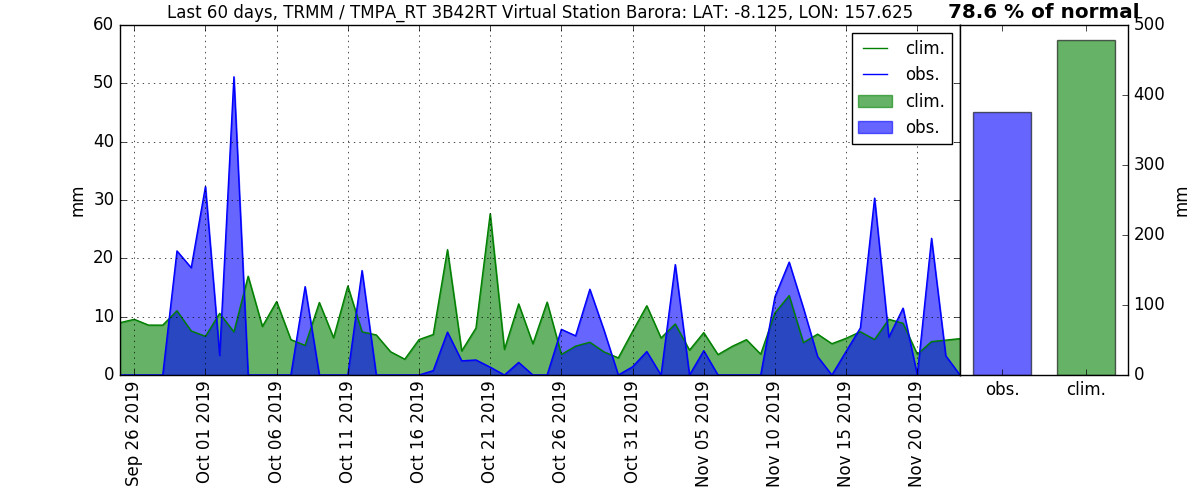 Last 60 days, TRMM / TMPA_RT 3B42RT Virtual Station Barora: LAT: -8.125, LON: 157.625
78.6 % of normal
60
50
40
30
20
10
0
mm
clim.
obs.
clim.
obs.
500
400
300
200
100
0
mm
obs.
clim.
Sep 26 2019
Oct 01 2019
Oct 06 2019
Oct 11 2019
Oct 16 2019
Oct 21 2019
Oct 26 2019
Oct 31 2019
Nov 05 2019
Nov 10 2019
Nov 15 2019
Nov 20 2019